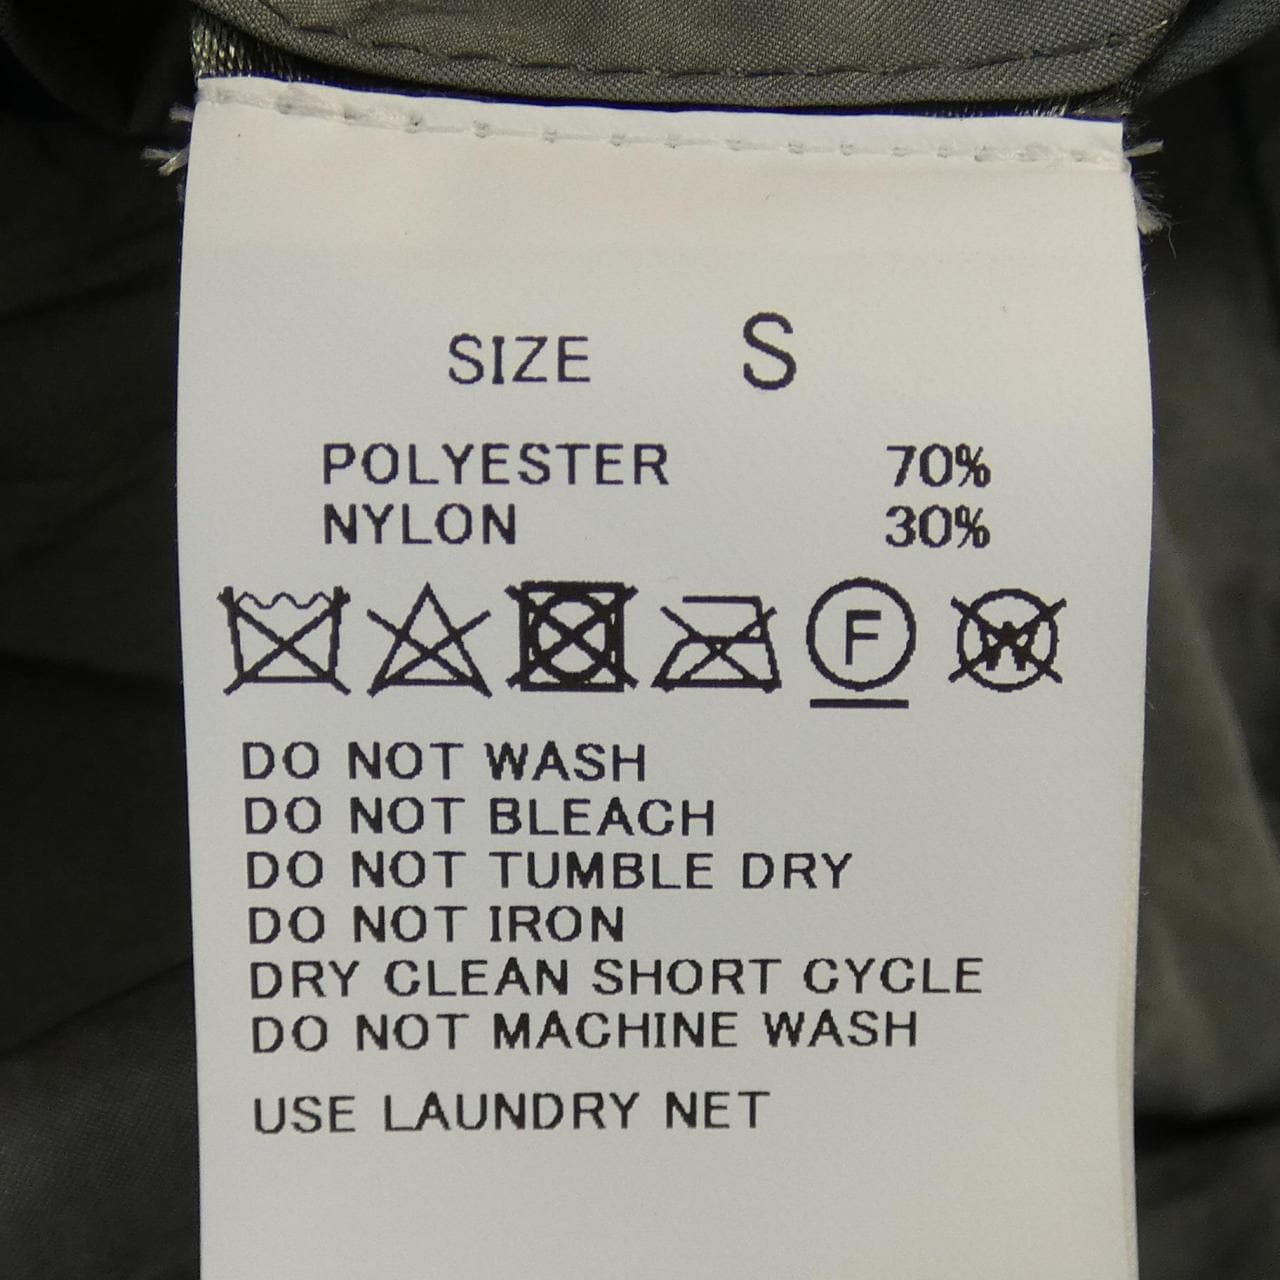 SIZE S
POLYESTER 70%
NYLON 30%
F W
DO NOT WASH
DO NOT BLEACH
DO NOT TUMBLE DRY
DO NOT IRON
DRY CLEAN SHORT CYCLE
DO NOT MACHINE WASH
USE LAUNDRY NET